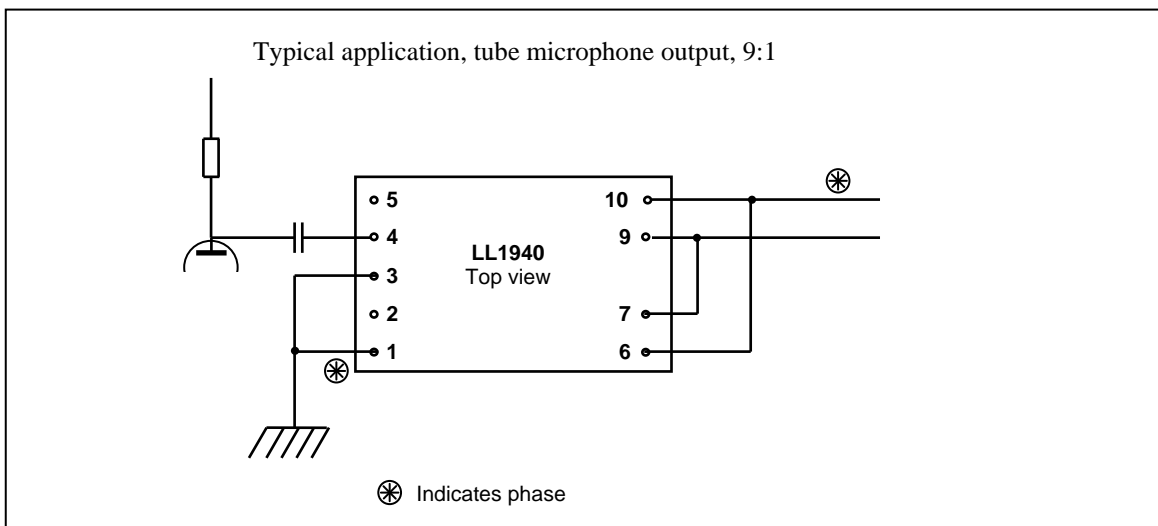 Typical application, tube microphone output, 9:1
5
10
4
9
LL1940
Top view
3
2
7
1
6
Indicates phase